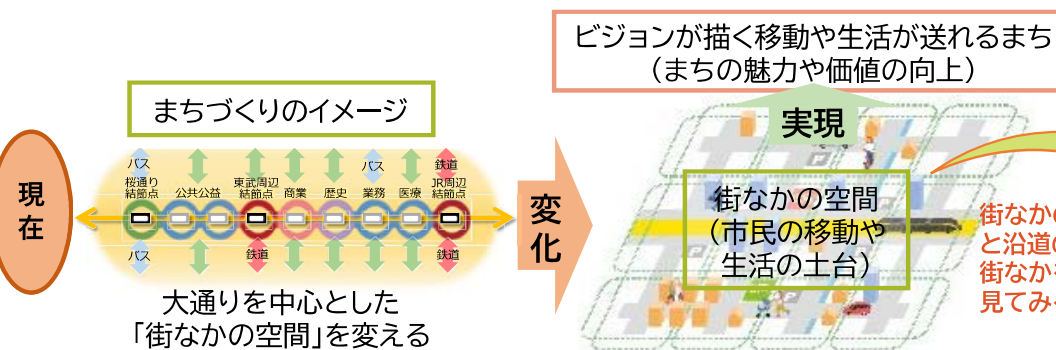 ビジョンが描く移動や生活が送れるまち
（まちの魅力や価値の向上）
まちづくりのイメージ
実現
現在
バス
バス
鉄道
桜通り
結節点
公共公益
東武周辺
結節点
商業
歴史
業務
医療
JR周辺
結節点
バス
鉄道
鉄道
大通りを中心とした
「街なかの空間」を変える
変化
街なかの空間
（市民の移動や
生活の土台）
P
P
街なかの
と沿道の
街なかを
見てみ